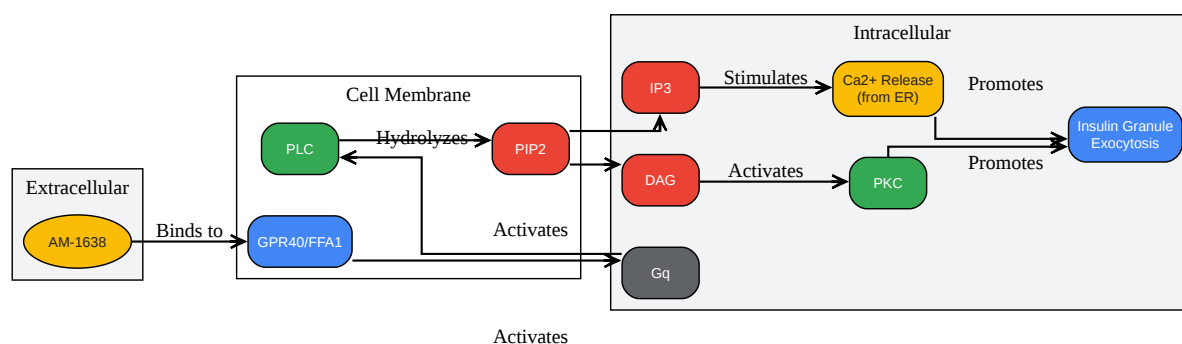 Extracellular
AM-1638
Binds to
Cell Membrane
PLC
Hydrolyzes
PIP2
GPR40/FFA1
Activates
Activates
Intracellular
IP3
Stimulates
Ca2+ Release
(from ER)
Promotes
Insulin Granule
Exocytosis
DAG
Activates
PKC
Promotes
Gq